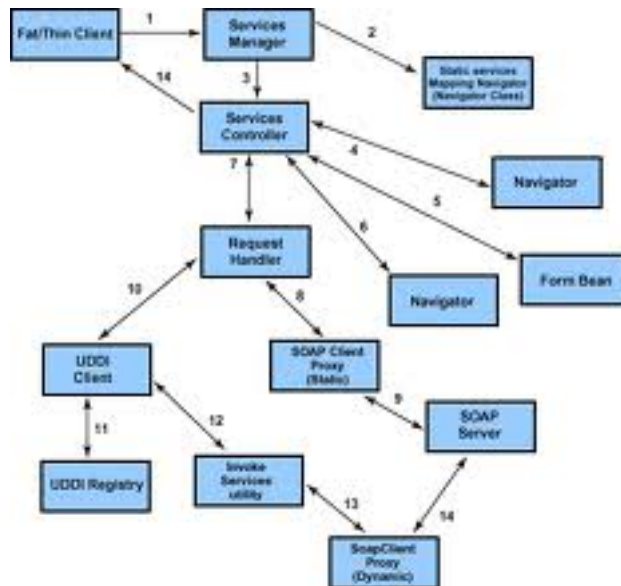 Fat/Thin Client
1
Services
Manager
2
Static services
Mapping Navigator
(Navigator Class)
14
3
Services
Controller
4
Navigator
7
5
6
Request
Handler
Form Bean
Navigator
10
8
UDDI
Client
SOAP Client
Proxy
(Static)
9
SOAP
Server
11
12
UDDI Registry
Invoke
Services
utility
13
14
SoapClient
Proxy
(Dynamic)